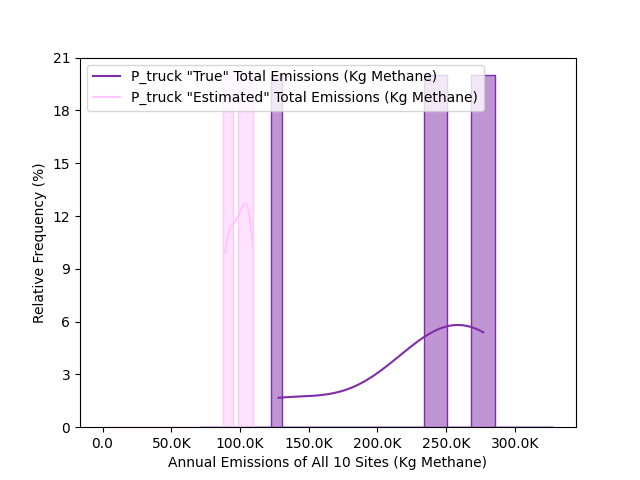 P_truck "True" Total Emissions (Kg Methane)
P_truck "Estimated" Total Emissions (Kg Methane)
21
18
15
12
9
6
3
0
Relative Frequency (%)
0.0 50.0K 100.0K 150.0K 200.0K 250.0K 300.0K
Annual Emissions of All 10 Sites (Kg Methane)